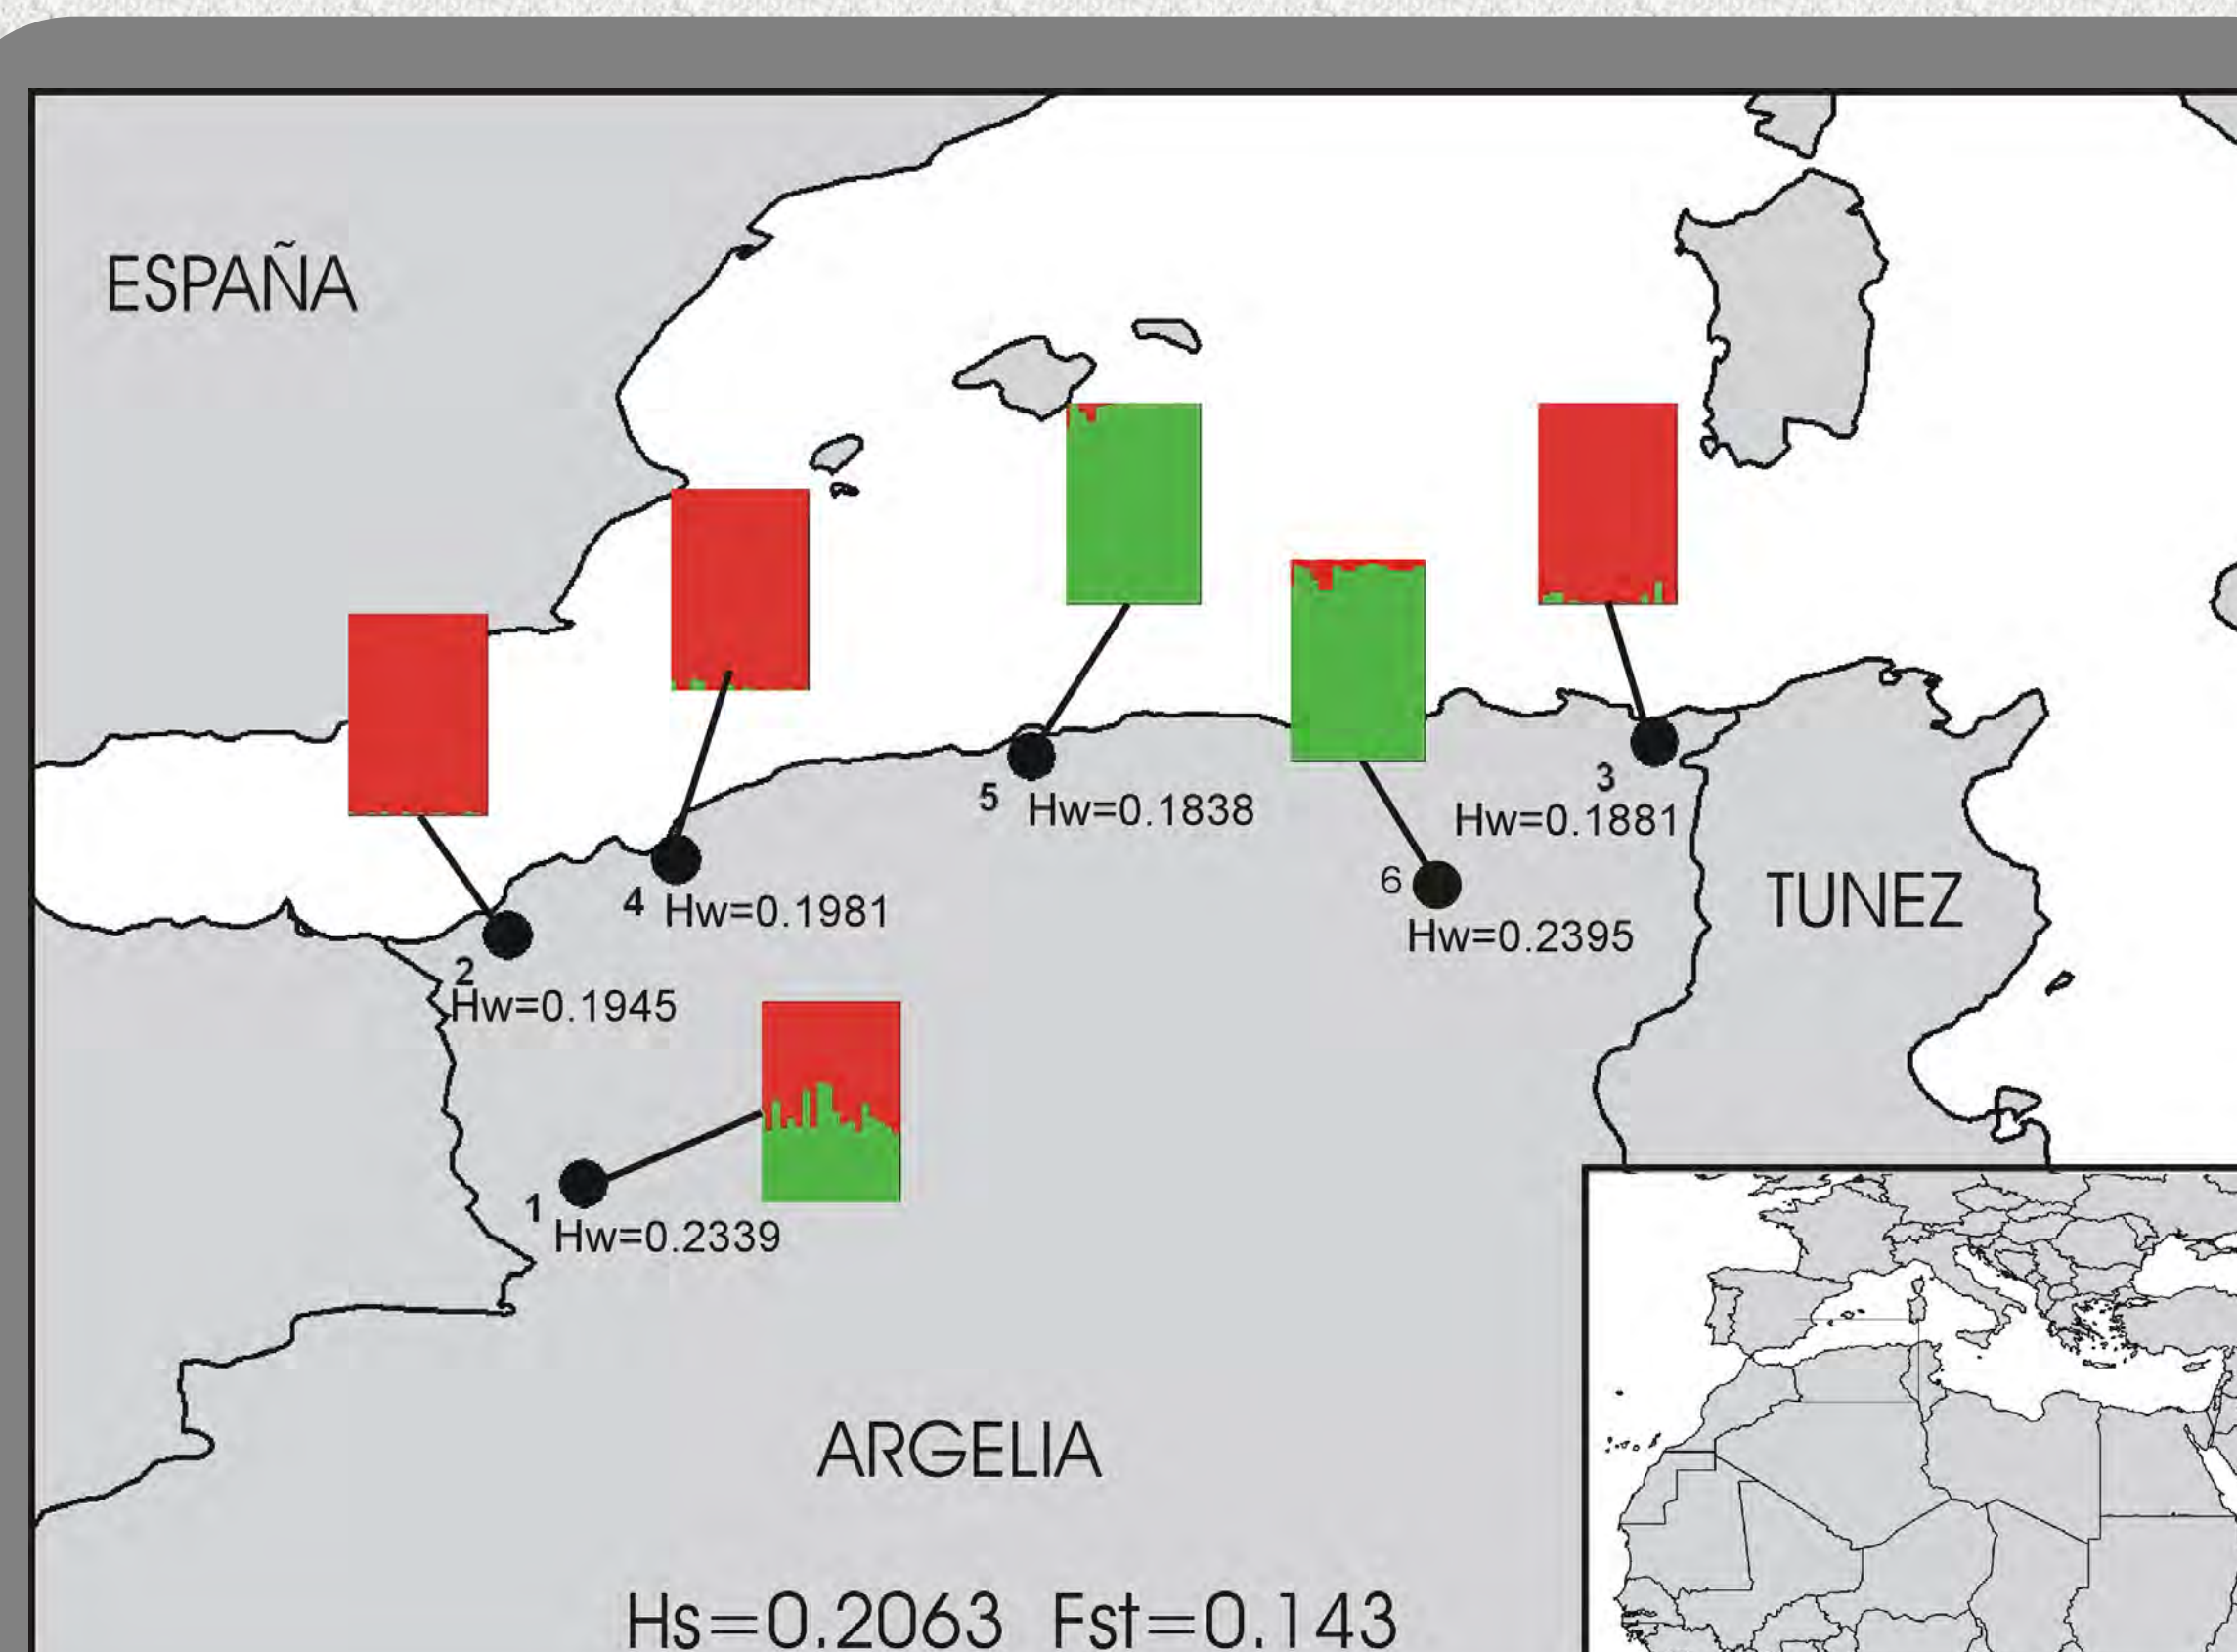 ESPAÑA
5 Hw=0.1838
3
Hw=0.1881
6
Hw=0.2395
TUNEZ
4 Hw=0.1981
2
Hw=0.1945
1
Hw=0.2339
ARGELIA
Hs=0.2063 Fst=0.143